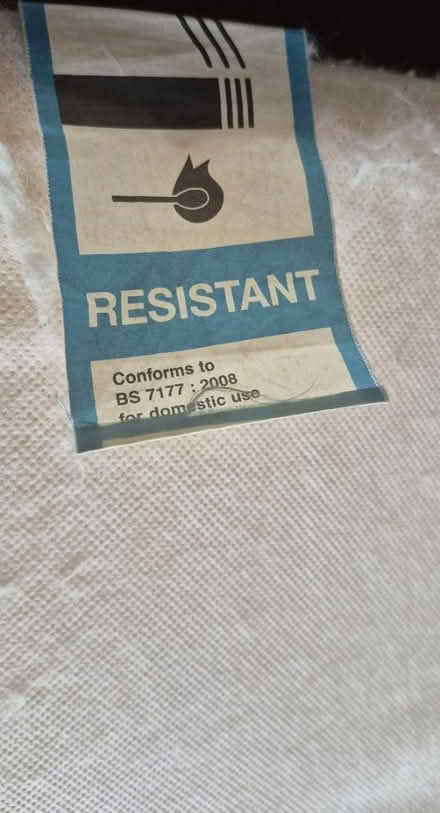 RESISTANT
Conforms to
BS 7177 : 2008
for domestic use